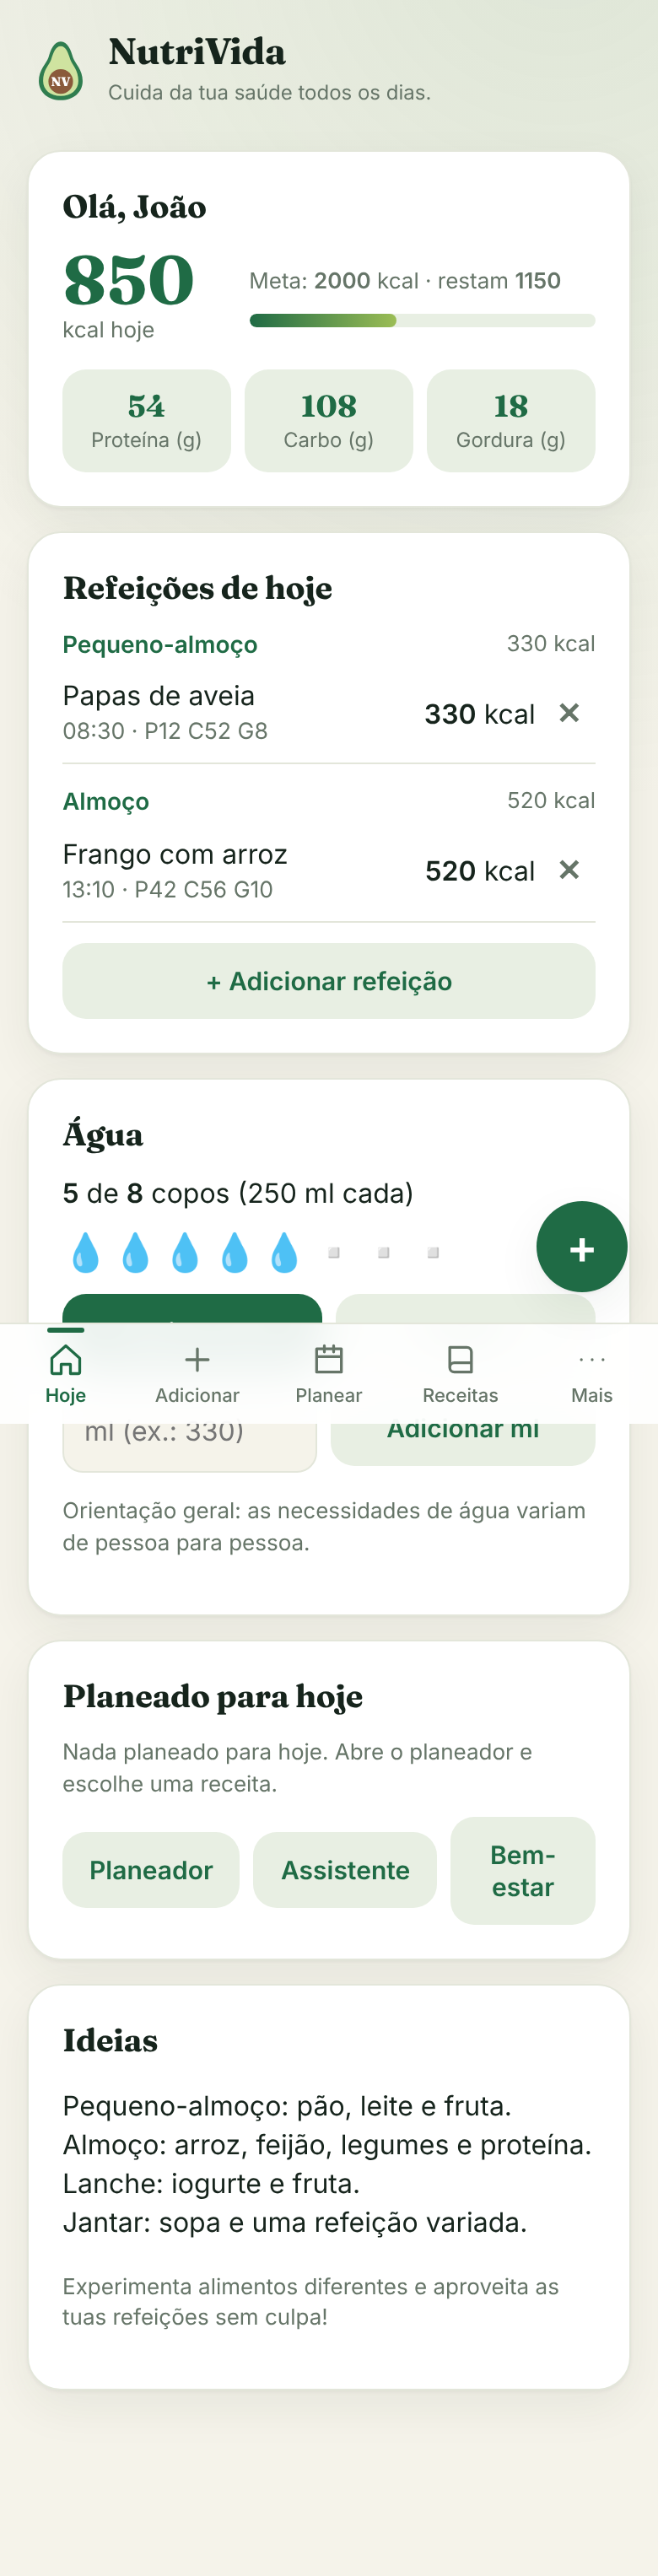 NV
NutriVida
Cuida da tua saúde todos os dias.
Olá, João
850
kcal hoje
Meta: 2000 kcal · restam 1150
54
Proteína (g)
108
Carbo (g)
18
Gordura (g)
Refeições de hoje
Pequeno-almoço 330 kcal
Papas de aveia
08:30 · P12 C52 G8
330 kcal ✕
Almoço 520 kcal
Frango com arroz
13:10 · P42 C56 G10
520 kcal ✕
+ Adicionar refeição
Água
5 de 8 copos (250 ml cada)
+
Hoje
Adicionar
Planear
Receitas
Mais
ml (ex.: 330)
Adicionar ml
Orientação geral: as necessidades de água variam
de pessoa para pessoa.
Planeado para hoje
Nada planeado para hoje. Abre o planeador e
escolhe uma receita.
Planeador
Assistente
Bem-
estar
Ideias
Pequeno-almoço: pão, leite e fruta.
Almoço: arroz, feijão, legumes e proteína.
Lanche: iogurte e fruta.
Jantar: sopa e uma refeição variada.
Experimenta alimentos diferentes e aproveita as
tuas refeições sem culpa!